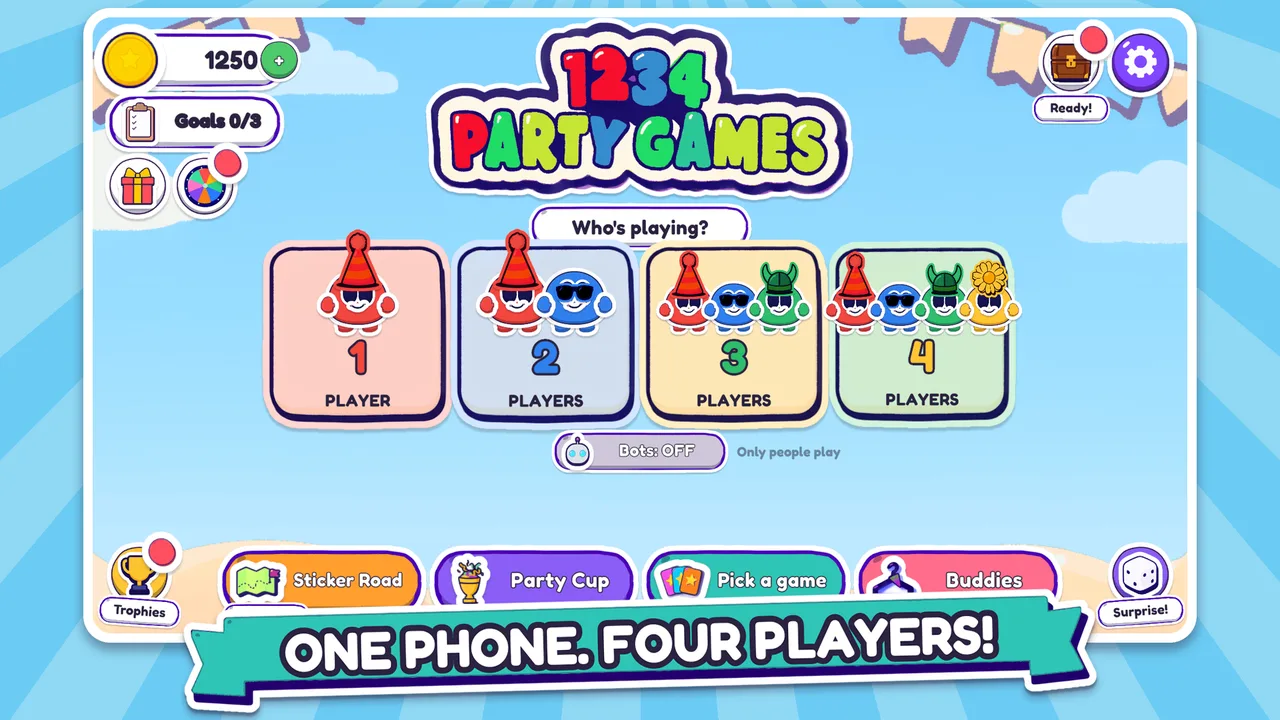 1250
+
Goals 0/3
Ready!
1234
PARTY GAMES
Who's playing?
1
PLAYER
2
PLAYERS
3
PLAYERS
4
PLAYERS
Bots: OFF
Only people play
Trophies
Sticker Road
Party Cup
Pick a game
Buddies
Surprise!
ONE PHONE. FOUR PLAYERS!